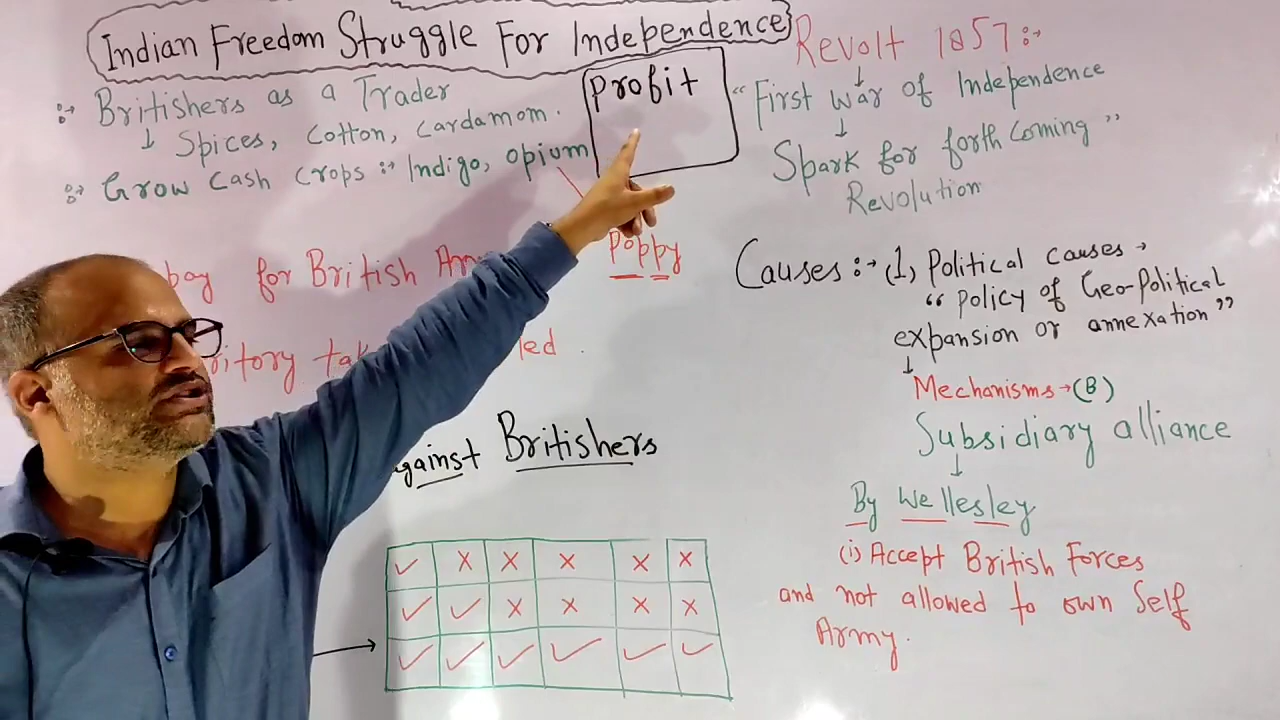 Indian Freedom Struggle For Independence
Britishers as a Trader
Spices, Cotton, Cardamom.
Grow Cash Crops :- Indigo, Opium
Profit
Poppy
pay for British
led.
against Britishers
Revolt 1857 :-
"First war of Independence
Spark for forth Coming"
Revolution
Causes :- (1) Political causes →
"policy of Geo-Political
expansion or annexation"
Mechanisms → (B)
Subsidiary alliance
By Wellesley
(i) Accept British Forces
and not allowed to own Self
Army.